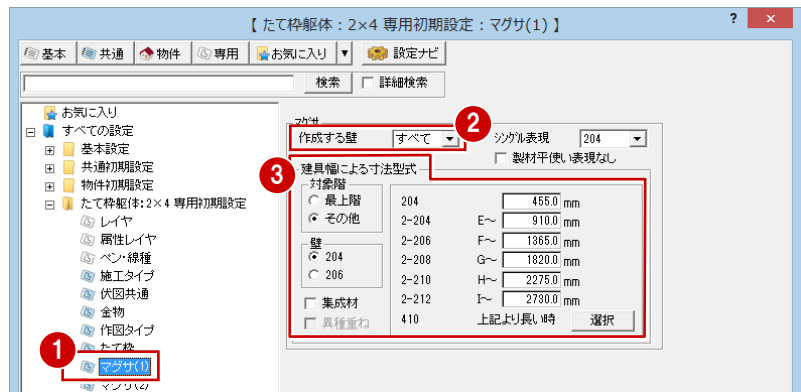 【 たて枠躯体：2×4 専用初期設定：マグサ(1) 】
? x
基本 共通 物件 専用 お気に入り ▼ 設定ナビ
検索 詳細検索
お気に入り
すべての設定
基本設定
共通初期設定
物件初期設定
たて枠躯体:2×4 専用初期設定
レイヤ
属性レイヤ
ペン・線種
施工タイプ
伏図共通
金物
作図タイプ
たて枠
1
マグサ(1)
マグサ(2)
マグサ
2
作成する壁 すべて
シングル表現 204
製材平使い表現なし
3
建具幅による寸法型式
対象階
最上階
その他
壁
204
206
集成材
異種重ね
204 455.0 mm
2-204 E～ 910.0 mm
2-206 F～ 1365.0 mm
2-208 G～ 1820.0 mm
2-210 H～ 2275.0 mm
2-212 I～ 2730.0 mm
410 上記より長い時 選択